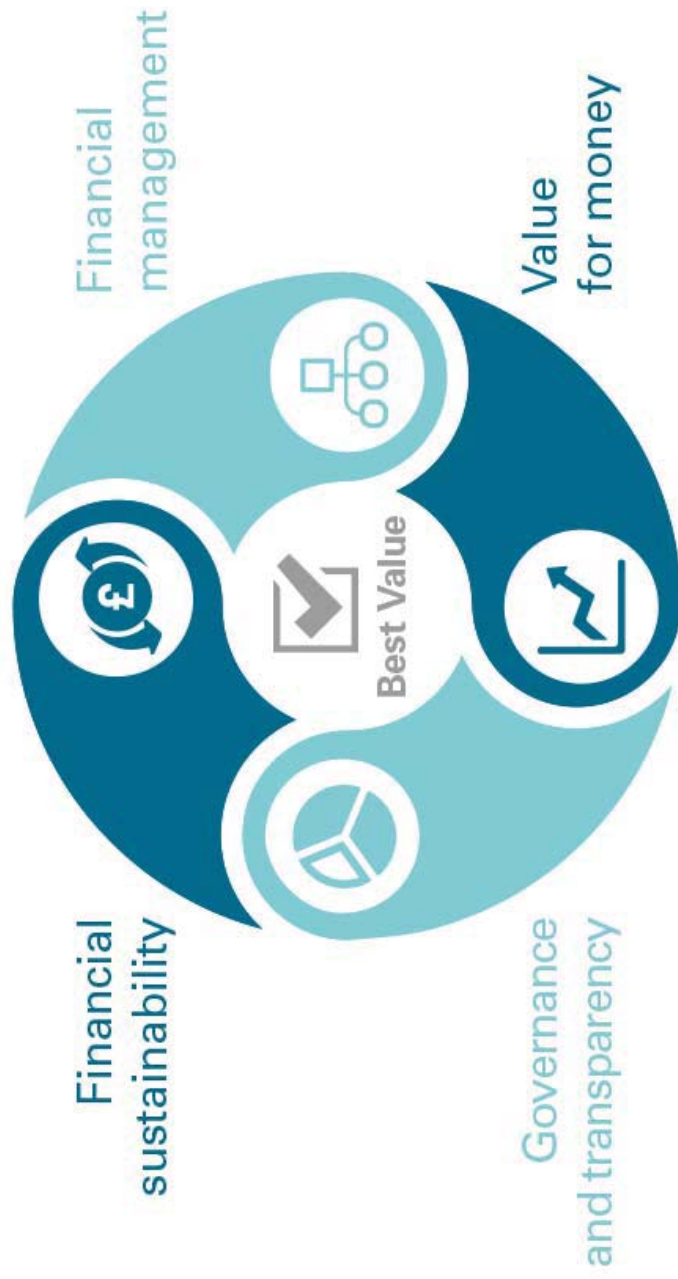 Financial
sustainability
Financial
management
£
Best Value
Governance
and transparency
Value
for money